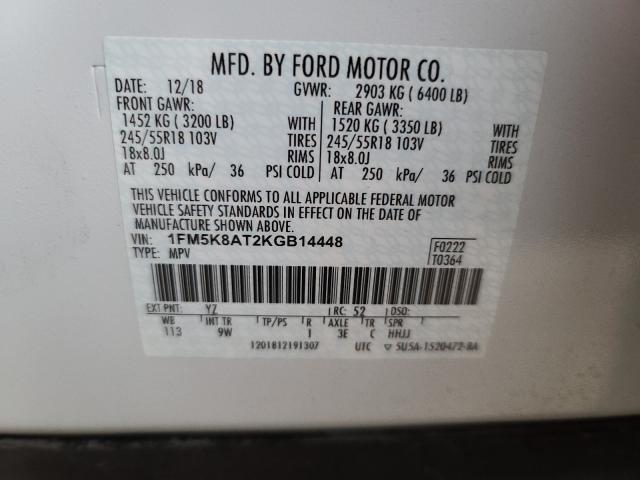 MFD. BY FORD MOTOR CO.
DATE: 12/18 GVWR: 2903 KG ( 6400 LB)
FRONT GAWR: REAR GAWR:
1452 KG ( 3200 LB) WITH 1520 KG ( 3350 LB) WITH
245/55R18 103V TIRES 245/55R18 103V TIRES
18x8.0J RIMS 18x8.0J RIMS
AT 250 kPa/ 36 PSI COLD AT 250 kPa/ 36 PSI COLD
THIS VEHICLE CONFORMS TO ALL APPLICABLE FEDERAL MOTOR
VEHICLE SAFETY STANDARDS IN EFFECT ON THE DATE OF
MANUFACTURE SHOWN ABOVE.
VIN: 1FM5K8AT2KGB14448 F0222
TYPE: MPV T0364
EXT PNT: YZ RC: 52 DSO:
WB INT TR TP/PS R AXLE TR SPR
113 9W I 3E C HHJJ
1201812191307 UTC ▽ 5U5A-1520472-BA